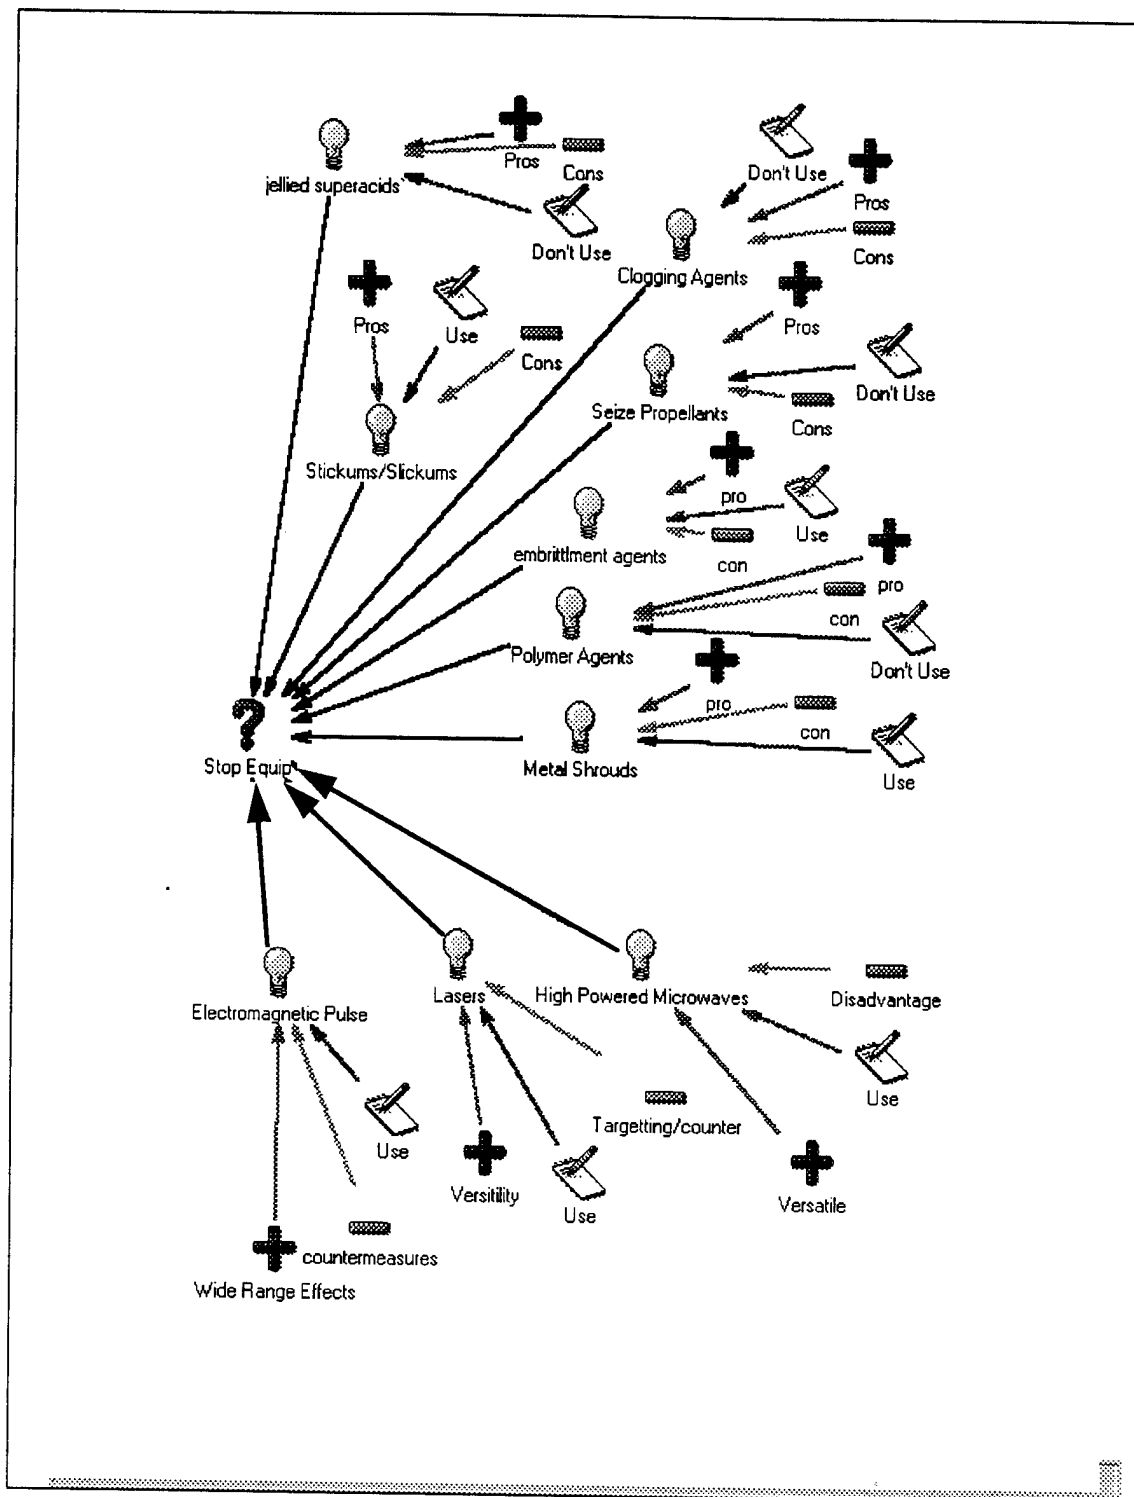 Pros
Cons
jellied superacids
Don't Use
Don't Use
Pros
Cons
Clogging Agents
Pros
Use
Cons
Stickums/Slickums
Pros
Don't Use
Cons
Seize Propellants
pro
Use
con
embrittlment agents
pro
con
Don't Use
Polymer Agents
pro
con
Use
Metal Shrouds
Stop Equip
Electromagnetic Pulse
Lasers
High Powered Microwaves
Disadvantage
Use
Targetting/counter
Use
Versitility
Use
Versatile
countermeasures
Wide Range Effects